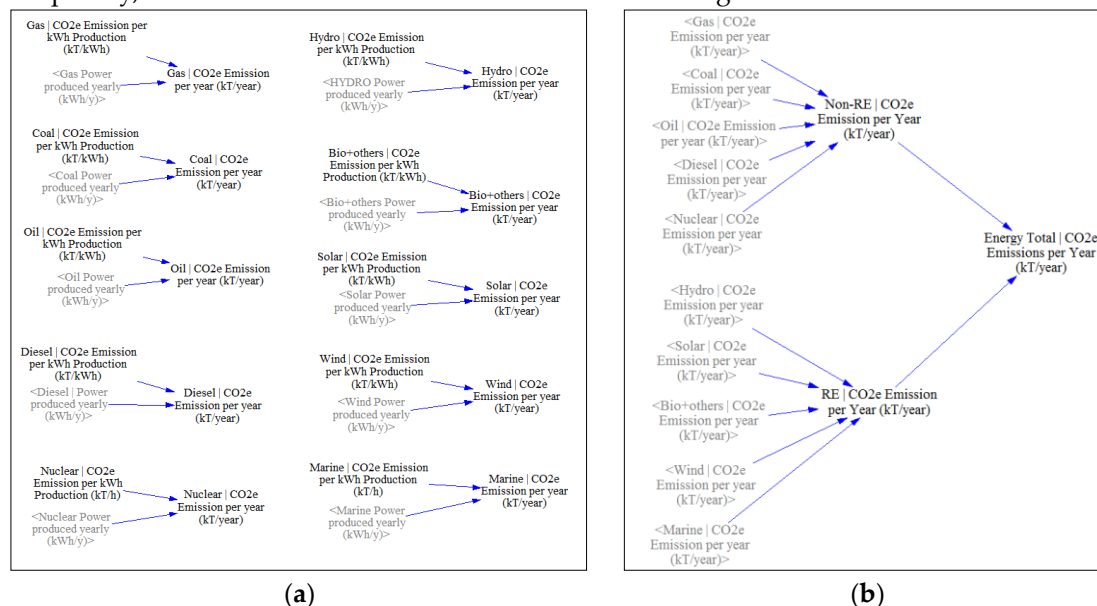 Gas | CO2e Emission per
kWh Production
(kT/kWh)
<Gas Power
produced yearly
(kWh/y)>
Gas | CO2e Emission
per year (kT/year)
Coal | CO2e Emission
per kWh Production
(kT/kWh)
<Coal Power
produced yearly
(kWh/y)>
Coal | CO2e
Emission per year
(kT/year)
Oil | CO2e Emission per
kWh Production
(kT/kWh)
<Oil Power
produced yearly
(kWh/y)>
Oil | CO2e Emission
per year (kT/year)
Diesel | CO2e Emission
per kWh Production
(kT/kWh)
<Diesel | Power
produced yearly
(kWh/y)>
Diesel | CO2e
Emission per year
(kT/year)
Nuclear | CO2e
Emission per kWh
Production (kT/h)
<Nuclear Power
produced yearly
(kWh/y)>
Nuclear | CO2e
Emission per year
(kT/year)
Hydro | CO2e Emission
per kWh Production
(kT/kWh)
<HYDRO Power
produced yearly
(kWh/y)>
Hydro | CO2e
Emission per year
(kT/year)
Bio+others | CO2e
Emission per kWh
Production (kT/kWh)
<Bio+others Power
produced yearly
(kWh/y)>
Bio+others | CO2e
Emission per year
(kT/year)
Solar | CO2e Emission
per kWh Production
(kT/kWh)
<Solar Power
produced yearly
(kWh/y)>
Solar | CO2e
Emission per year
(kT/year)
Wind | CO2e Emission
per kWh Production
(kT/kWh)
<Wind Power
produced yearly
(kWh/y)>
Wind | CO2e
Emission per year
(kT/year)
Marine | CO2e Emission
per kWh Production
(kT/h)
<Marine Power
produced yearly
(kWh/y)>
Marine | CO2e
Emission per year
(kT/year)
(a)
<Gas | CO2e
Emission per year
(kT/year)>
<Coal | CO2e
Emission per year
(kT/year)>
<Oil | CO2e Emission
per year (kT/year)>
<Diesel | CO2e
Emission per year
(kT/year)>
<Nuclear | CO2e
Emission per year
(kT/year)>
Non-RE | CO2e
Emission per Year
(kT/year)
<Hydro | CO2e
Emission per year
(kT/year)>
<Solar | CO2e
Emission per year
(kT/year)>
<Bio+others | CO2e
Emission per year
(kT/year)>
<Wind | CO2e
Emission per year
(kT/year)>
<Marine | CO2e
Emission per year
(kT/year)>
RE | CO2e Emission
per Year (kT/year)
Energy Total | CO2e
Emissions per Year
(kT/year)
(b)